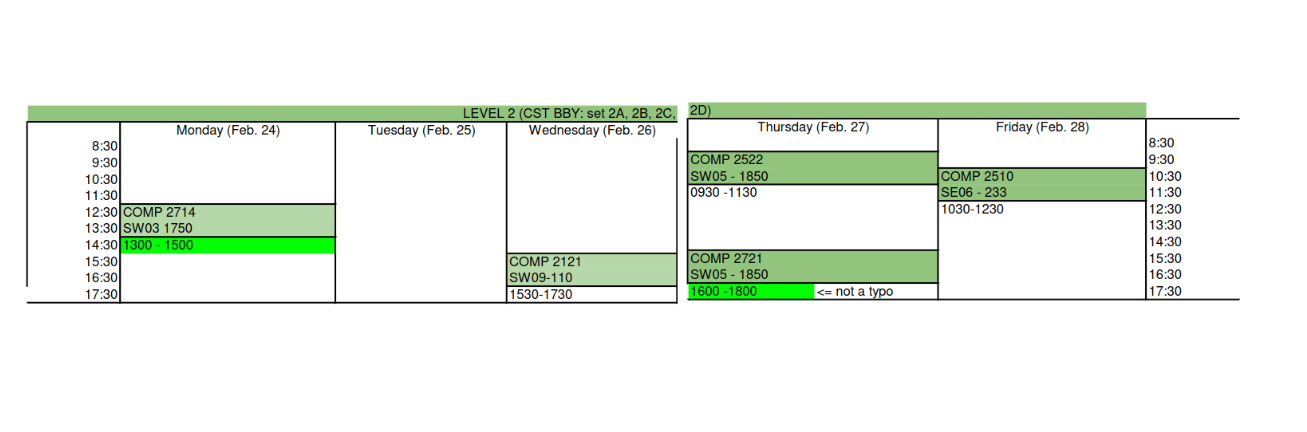 LEVEL 2 (CST BBY: set 2A, 2B, 2C, 2D)
Monday (Feb. 24) Tuesday (Feb. 25) Wednesday (Feb. 26) Thursday (Feb. 27) Friday (Feb. 28)
8:30 8:30
9:30 COMP 2522 9:30
10:30 SW05 - 1850 COMP 2510 10:30
11:30 0930 -1130 SE06 - 233 11:30
12:30 COMP 2714 1030-1230 12:30
13:30 SW03 1750 13:30
14:30 1300 - 1500 14:30
15:30 COMP 2121 COMP 2721 15:30
16:30 SW09-110 SW05 - 1850 16:30
17:30 1530-1730 1600 -1800 <= not a typo 17:30